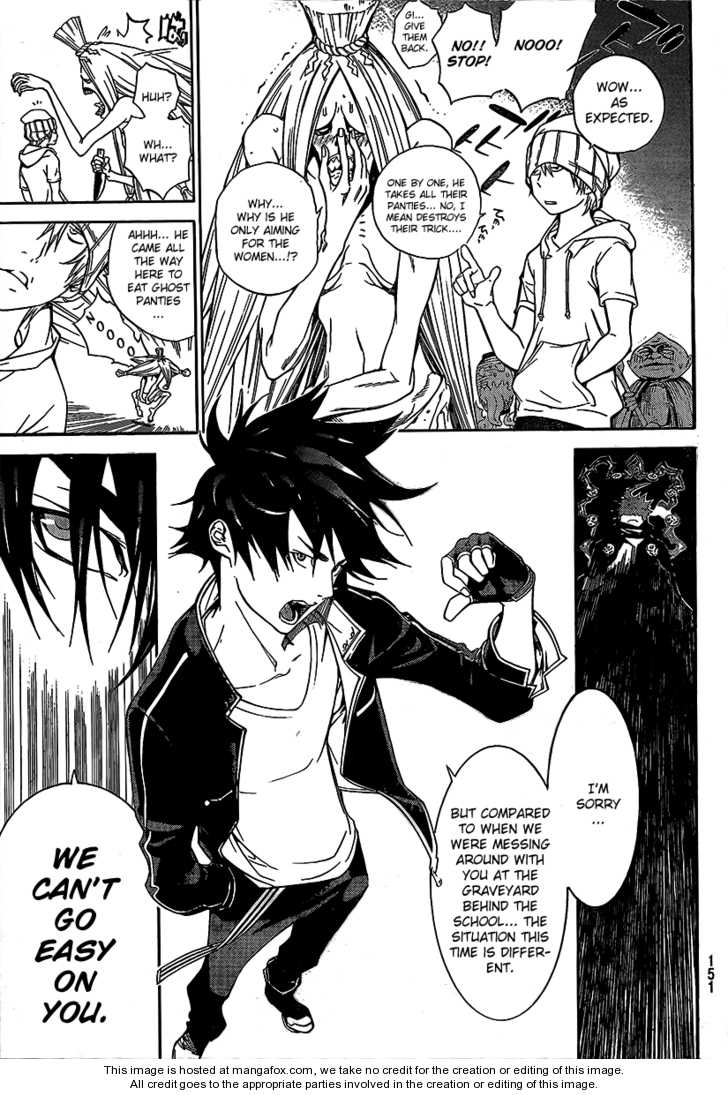 GI...
GIVE
THEM
BACK.
NO!!
STOP!
NOOO!
WOW...
AS
EXPECTED.
ONE BY ONE, HE
TAKES ALL THEIR
PANTIES... NO, I
MEAN DESTROYS
THEIR TRICK....
WHY...
WHY IS HE
ONLY AIMING
FOR THE
WOMEN...!?
HUH?
WH...
WHAT?
AHHH... HE
CAME ALL
THE WAY
HERE TO
EAT GHOST
PANTIES
...
NOOOO
I'M
SORRY
...
BUT COMPARED
TO WHEN WE
WERE MESSING
AROUND WITH
YOU AT THE
GRAVEYARD
BEHIND THE
SCHOOL... THE
SITUATION THIS
TIME IS DIFFER-
ENT.
WE
CAN'T
GO
EASY
ON
YOU.
151
This image is hosted at mangafox.com, we take no credit for the creation or editing of this image.
All credit goes to the appropriate parties involved in the creation or editing of this image.